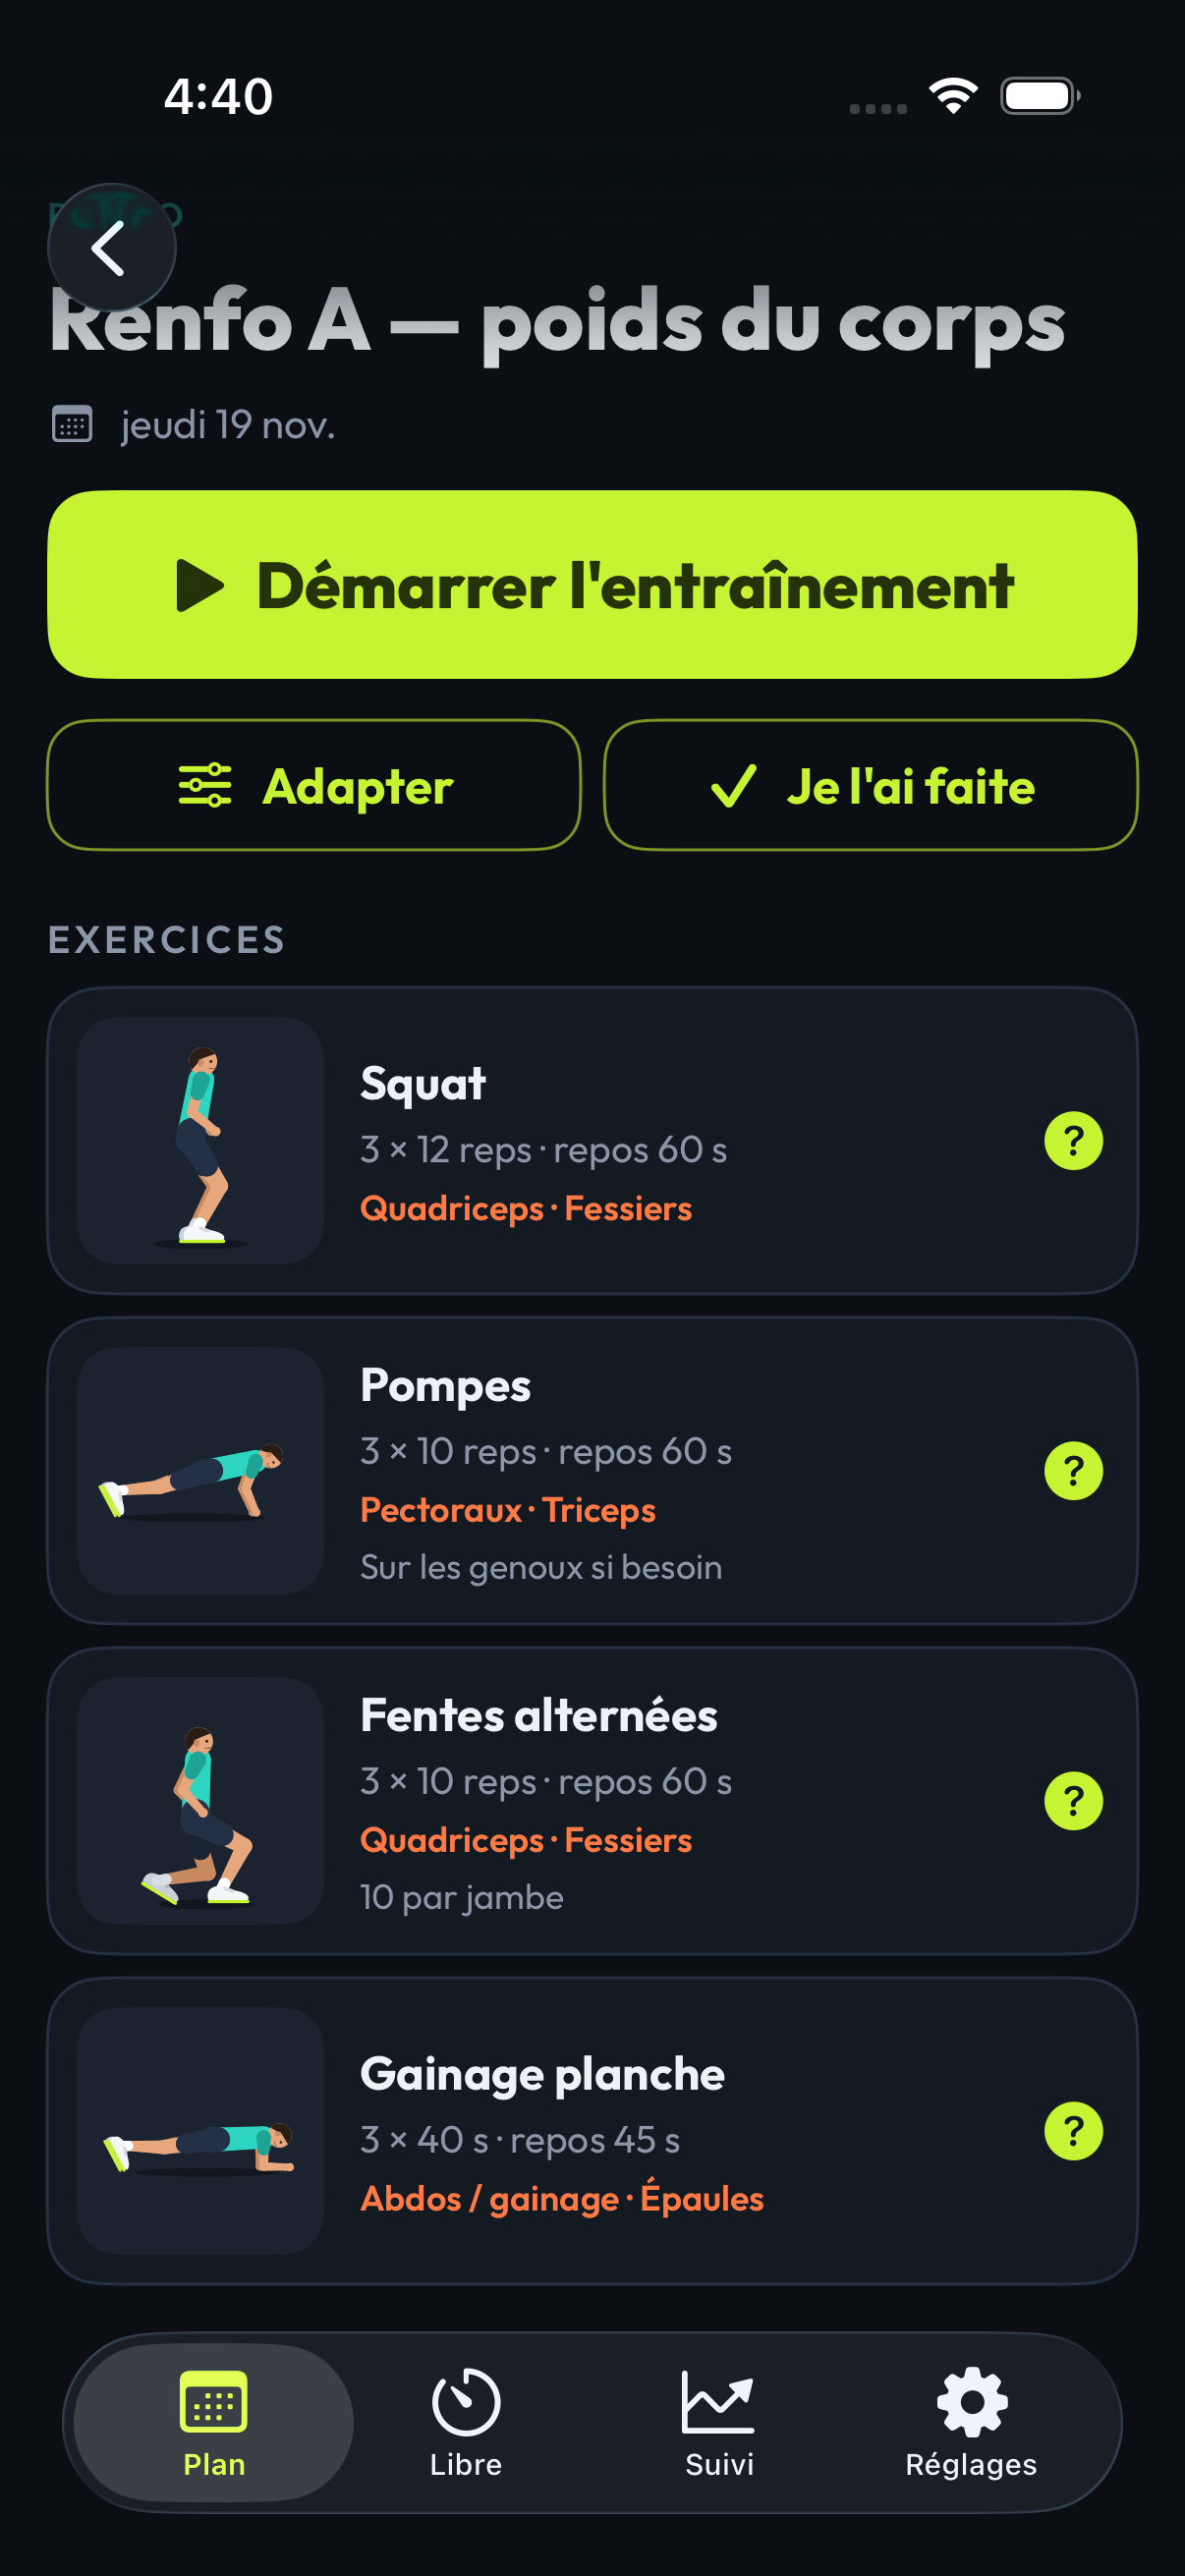 4:40
Renfo A — poids du corps
jeudi 19 nov.
Démarrer l'entraînement
Adapter
Je l'ai faite
EXERCICES
Squat
3 × 12 reps · repos 60 s
Quadriceps · Fessiers
?
Pompes
3 × 10 reps · repos 60 s
Pectoraux · Triceps
Sur les genoux si besoin
?
Fentes alternées
3 × 10 reps · repos 60 s
Quadriceps · Fessiers
10 par jambe
?
Gainage planche
3 × 40 s · repos 45 s
Abdos / gainage · Épaules
?
Plan
Libre
Suivi
Réglages